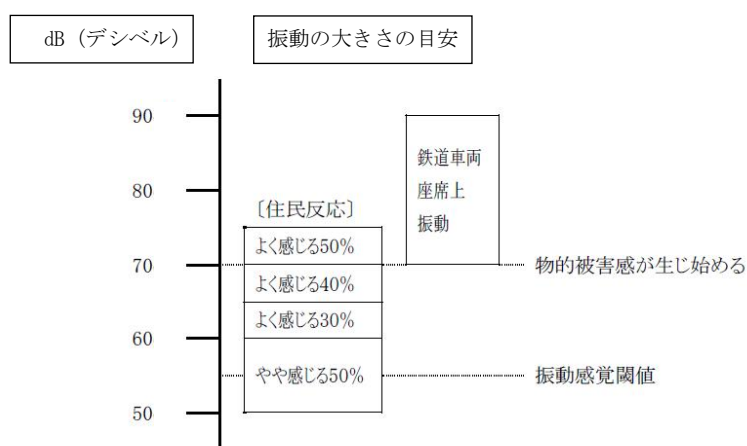 dB（デシベル）
振動の大きさの目安
90
鉄道車両
座席上
振動
80
〔住民反応〕
よく感じる50%
70
物的被害感が生じ始める
よく感じる40%
よく感じる30%
60
やや感じる50%
振動感覚閾値
50